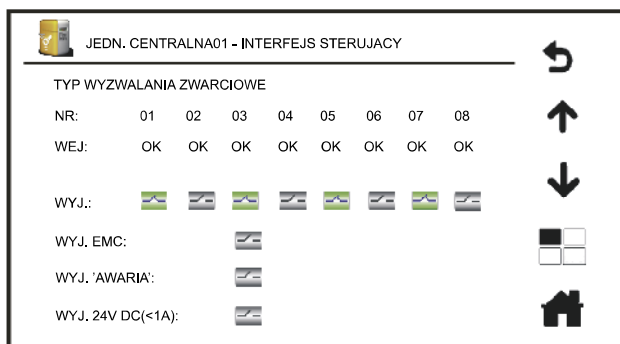 JEDN. CENTRALNA01 - INTERFEJS STERUJACY
TYP WYZWALANIA ZWARCIOWE
NR: 01 02 03 04 05 06 07 08
WEJ: OK OK OK OK OK OK OK OK
WYJ.:
WYJ. EMC:
WYJ. 'AWARIA':
WYJ. 24V DC(<1A):